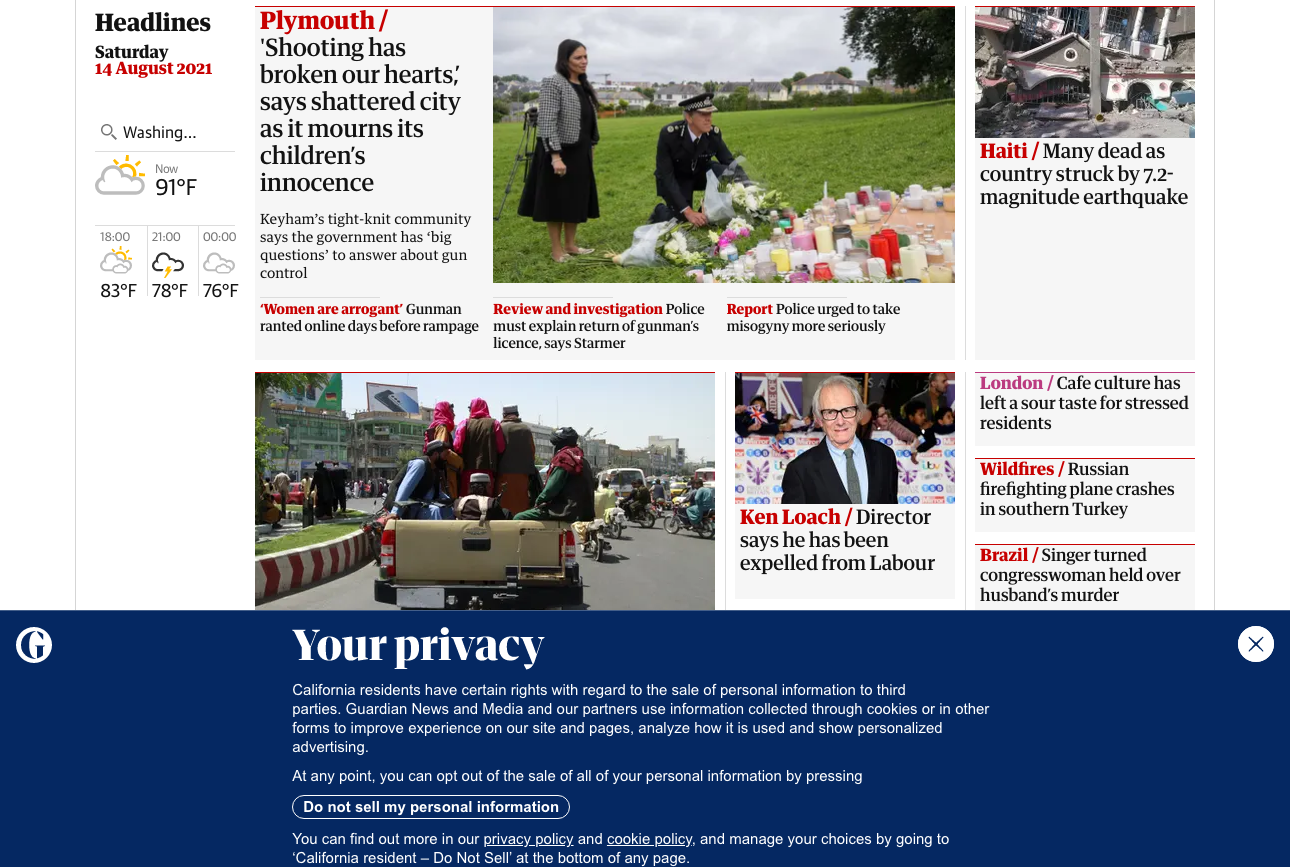 Headlines
Saturday
14 August 2021
Washing...
Now
91°F
18:00
21:00
00:00
83°F
78°F
76°F
Plymouth /
'Shooting has
broken our hearts,'
says shattered city
as it mourns its
children's
innocence
Keyham's tight-knit community
says the government has 'big
questions' to answer about gun
control
'Women are arrogant' Gunman
ranted online days before rampage
Review and investigation Police
must explain return of gunman's
licence, says Starmer
Report Police urged to take
misogyny more seriously
Haiti / Many dead as
country struck by 7.2-
magnitude earthquake
Ken Loach / Director
says he has been
expelled from Labour
London / Cafe culture has
left a sour taste for stressed
residents
Wildfires / Russian
firefighting plane crashes
in southern Turkey
Brazil / Singer turned
congresswoman held over
husband's murder
G
Your privacy
California residents have certain rights with regard to the sale of personal information to third
parties. Guardian News and Media and our partners use information collected through cookies or in other
forms to improve experience on our site and pages, analyze how it is used and show personalized
advertising.
At any point, you can opt out of the sale of all of your personal information by pressing
Do not sell my personal information
You can find out more in our privacy policy and cookie policy, and manage your choices by going to
‘California resident – Do Not Sell’ at the bottom of any page.